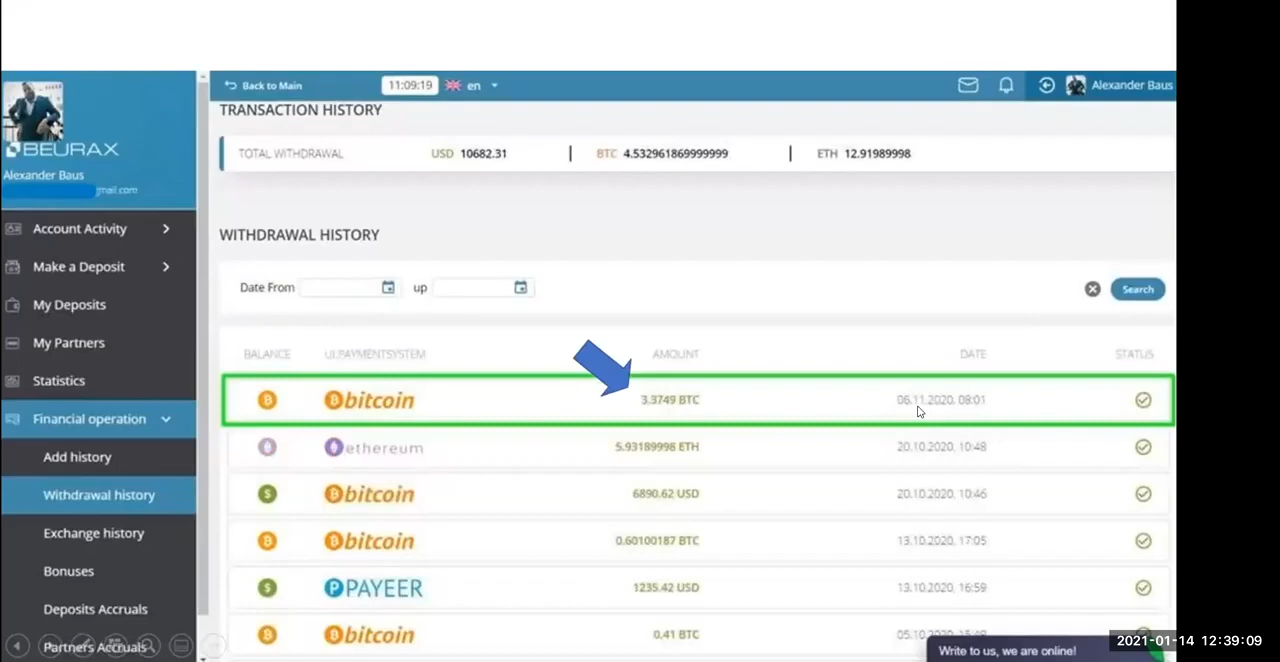 Back to Main 11:09:19 en Alexander Baus
BEURAX
Alexander Baus
gmail.com
Account Activity
Make a Deposit
My Deposits
My Partners
Statistics
Financial operation
Add history
Withdrawal history
Exchange history
Bonuses
Deposits Accruals
Partners Accruals
TRANSACTION HISTORY
TOTAL WITHDRAWAL USD 10682.31 | BTC 4.532961869999999 | ETH 12.91989998
WITHDRAWAL HISTORY
Date From up Search
BALANCE UI.PAYMENTSYSTEM AMOUNT DATE STATUS
bitcoin 3.3749 BTC 06.11.2020, 08:01
ethereum 5.93189998 ETH 20.10.2020, 10:48
bitcoin 6890.62 USD 20.10.2020, 10:46
bitcoin 0.60100187 BTC 13.10.2020, 17:05
PAYEER 1235.42 USD 13.10.2020, 16:59
bitcoin 0.41 BTC 05.10.2020
Write to us, we are online!
2021-01-14 12:39:09